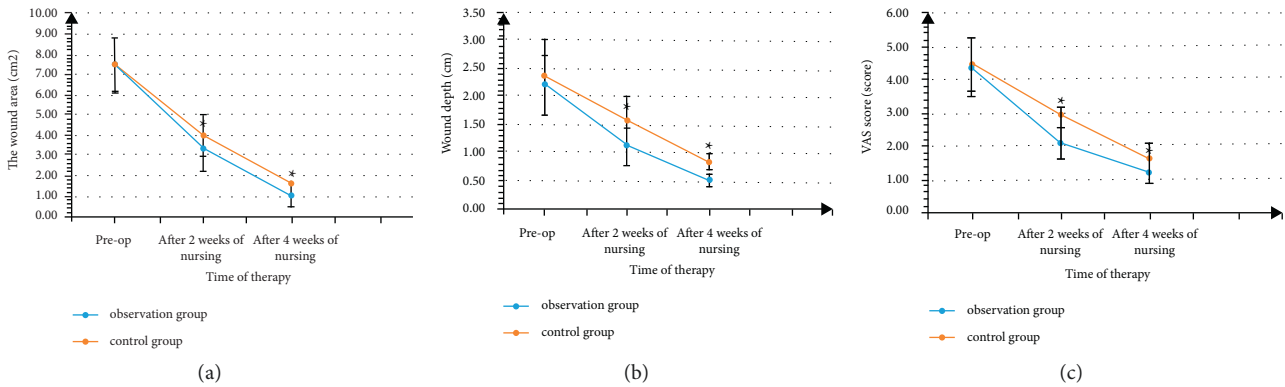 The wound area (cm2)
10.00
9.00
8.00
7.00
6.00
5.00
4.00
3.00
2.00
1.00
0.00
*
*
Pre-op
After 2 weeks of
nursing
After 4 weeks of
nursing
Time of therapy
observation group
control group
(a)
Wound depth (cm)
3.50
3.00
2.50
2.00
1.50
1.00
0.50
0.00
*
*
Pre-op
After 2 weeks of
nursing
After 4 weeks of
nursing
Time of therapy
observation group
control group
(b)
VAS score (score)
6.00
5.00
4.00
3.00
2.00
1.00
0.00
*
*
Pre-op
After 2 weeks of
nursing
After 4 weeks of
nursing
Time of therapy
observation group
control group
(c)